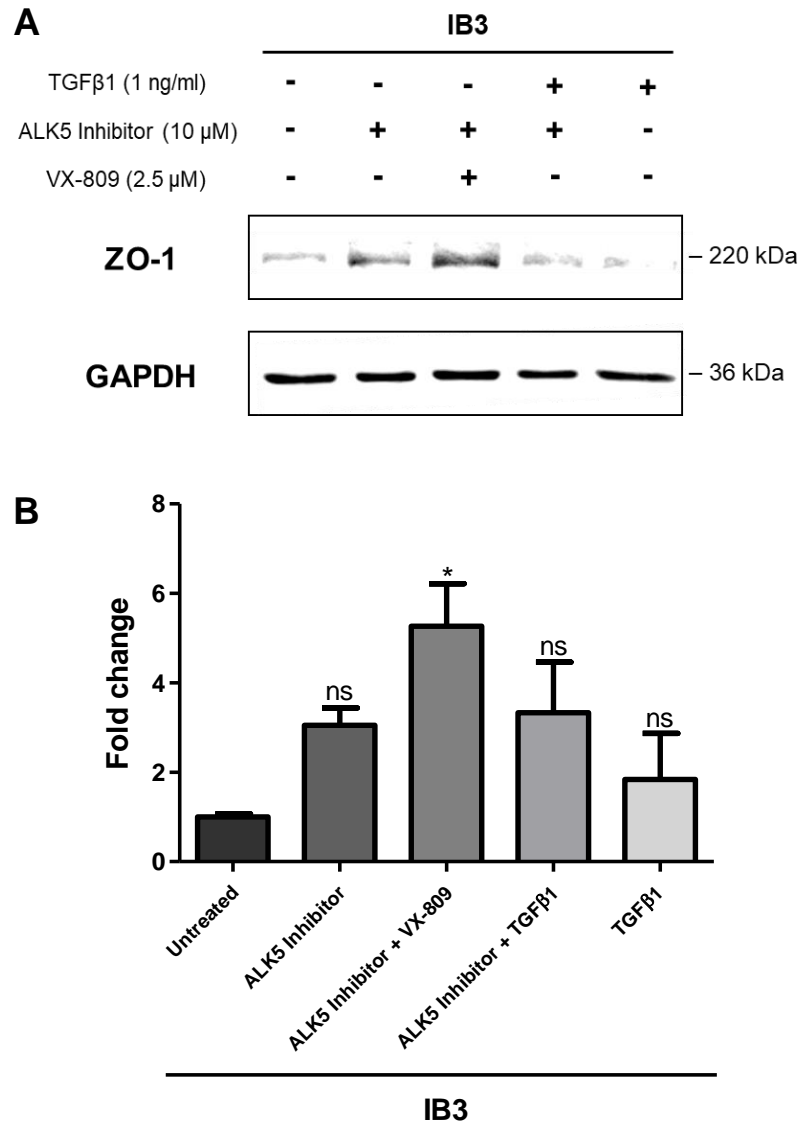 A
IB3
TGFβ1 (1 ng/ml) - - - + +
ALK5 Inhibitor (10 µM) - + + + -
VX-809 (2.5 µM) - - + - -
ZO-1 – 220 kDa
GAPDH – 36 kDa
B
Fold change
8
6
4
2
0
ns
*
ns
ns
Untreated
ALK5 Inhibitor
ALK5 Inhibitor + VX-809
ALK5 Inhibitor + TGFβ1
TGFβ1
IB3